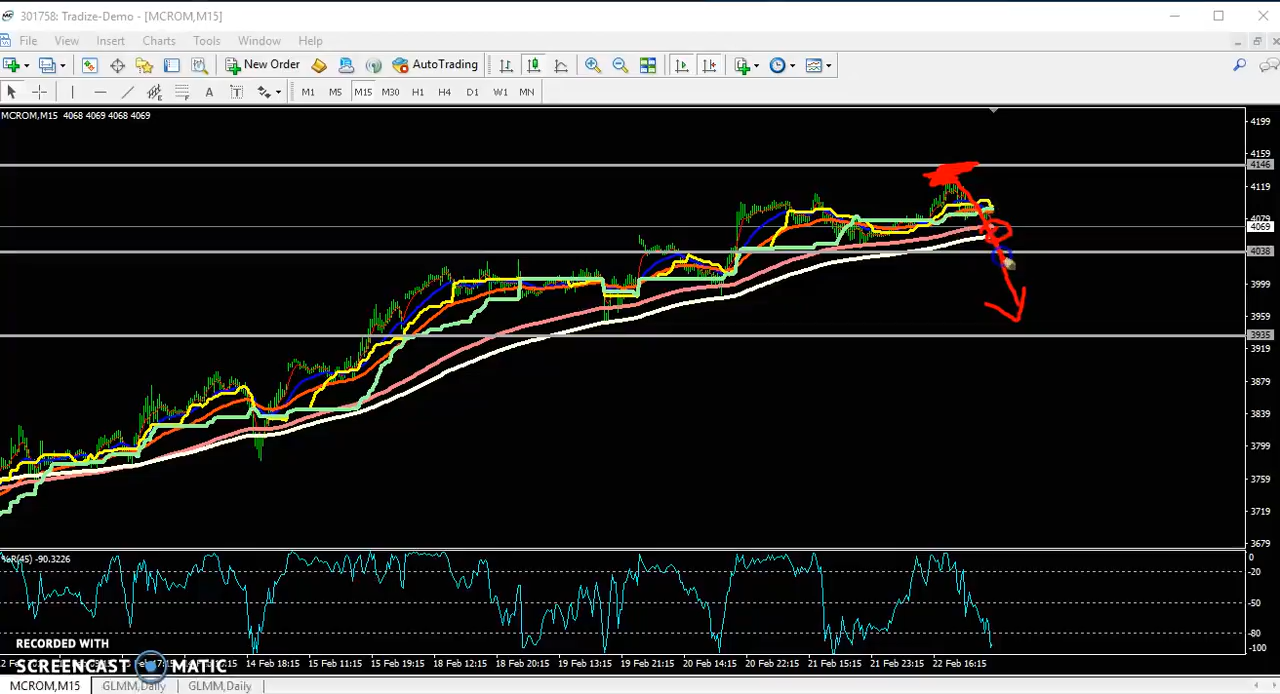 301758: Tradize-Demo - [MCROM,M15]
File View Insert Charts Tools Window Help
New Order AutoTrading
A T M1 M5 M15 M30 H1 H4 D1 W1 MN
MCROM,M15 4068 4069 4068 4069
4199
4159
4146
4119
4079
4069
4038
3999
3959
3935
3919
3879
3839
3799
3759
3719
3679
%R(45) -90.3226
0
-20
-50
-80
-100
RECORDED WITH
SCREENCAST MATIC
14 Feb 18:15 15 Feb 11:15 15 Feb 19:15 18 Feb 12:15 18 Feb 20:15 19 Feb 13:15 19 Feb 21:15 20 Feb 14:15 20 Feb 22:15 21 Feb 15:15 21 Feb 23:15 22 Feb 16:15
MCROM,M15 GLMM,Daily GLMM,Daily